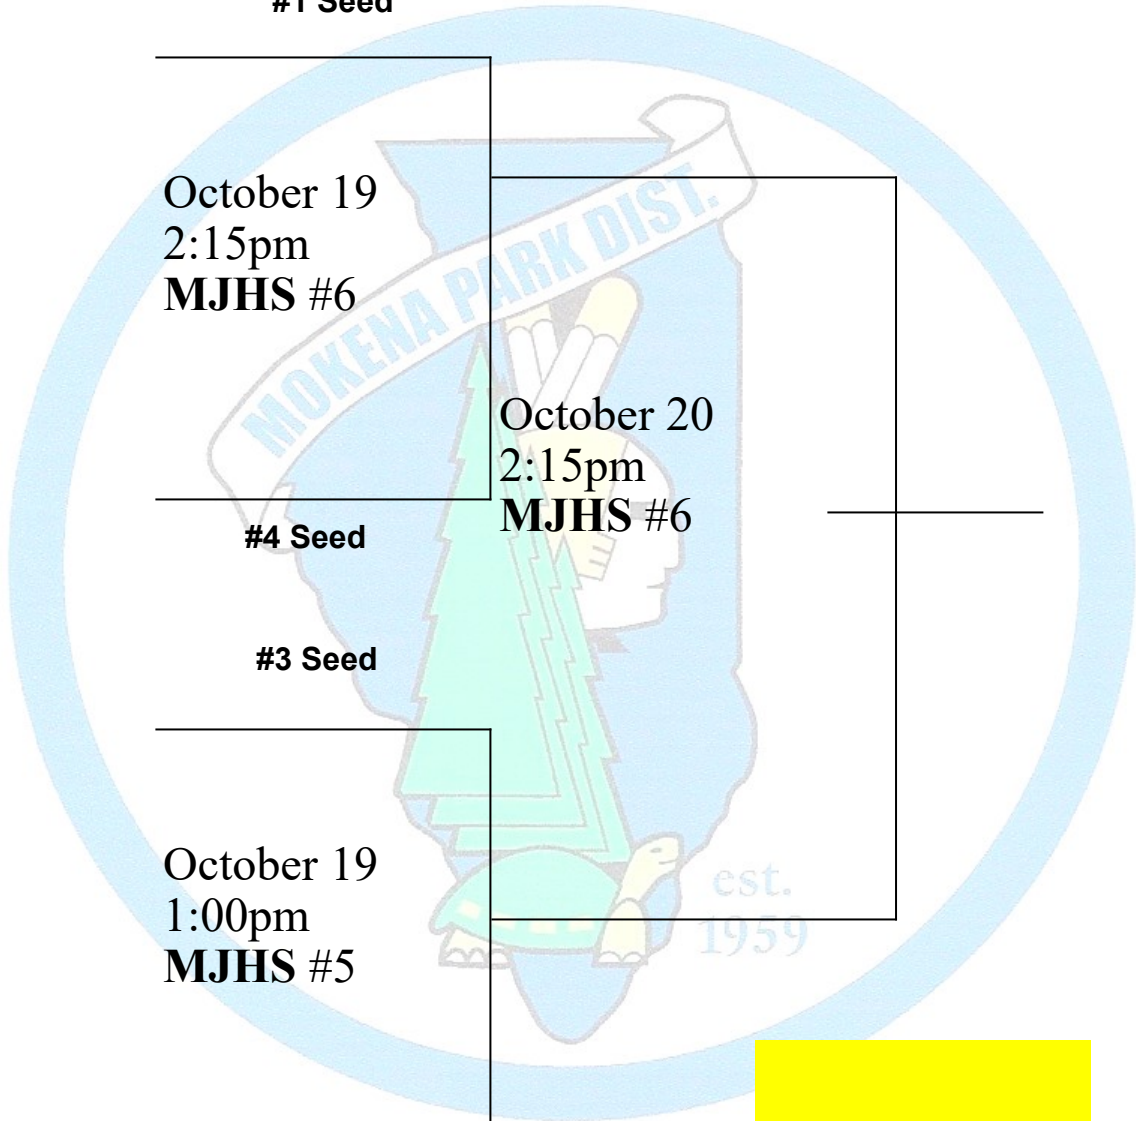 #1 Seed
October 19
2:15pm
MJHS #6
MOKENA PARK DIST.
October 20
2:15pm
MJHS #6
#4 Seed
#3 Seed
October 19
1:00pm
MJHS #5
est.
1959